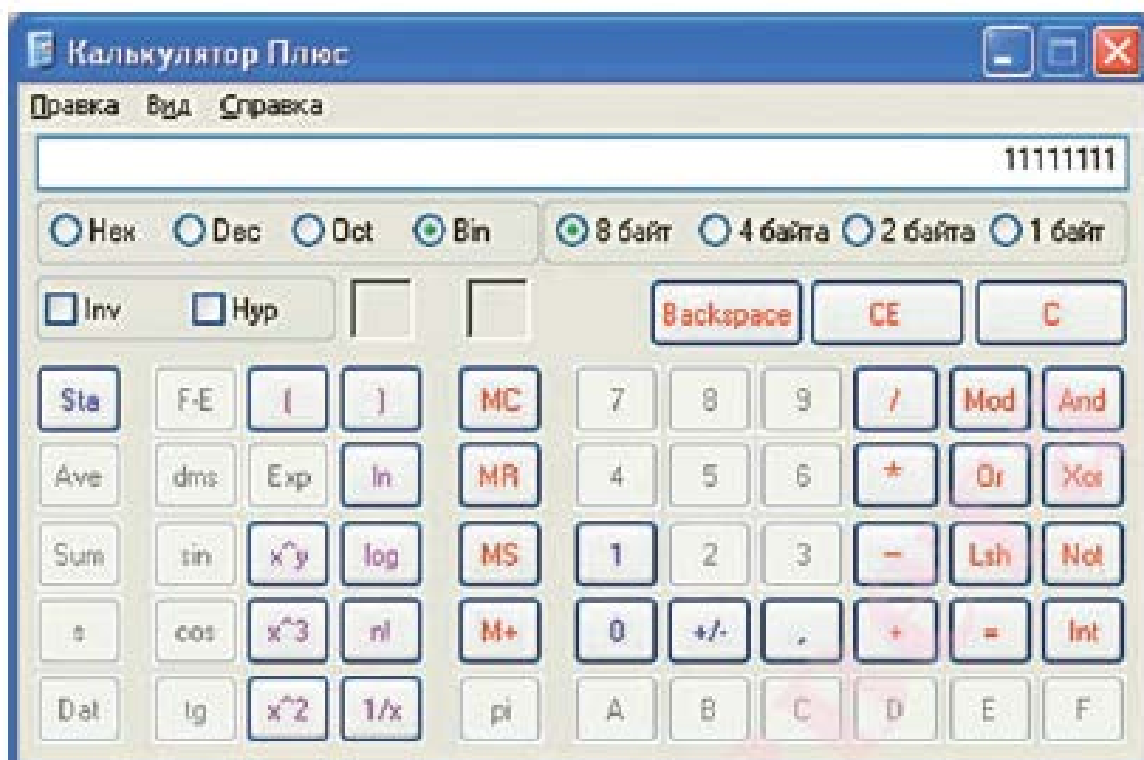 Калькулятор Плюс
Правка Вид Справка
11111111
Hex Dec Oct Bin 8 байт 4 байта 2 байта 1 байт
Inv Hyp Backspace CE C
Sta F-E ( ) MC 7 8 9 / Mod And
Ave dms Exp ln MR 4 5 6 * Or Xor
Sum sin x^y log MS 1 2 3 - Lsh Not
s cos x^3 n! M+ 0 +/- , + = Int
Dat tg x^2 1/x pi A B C D E F